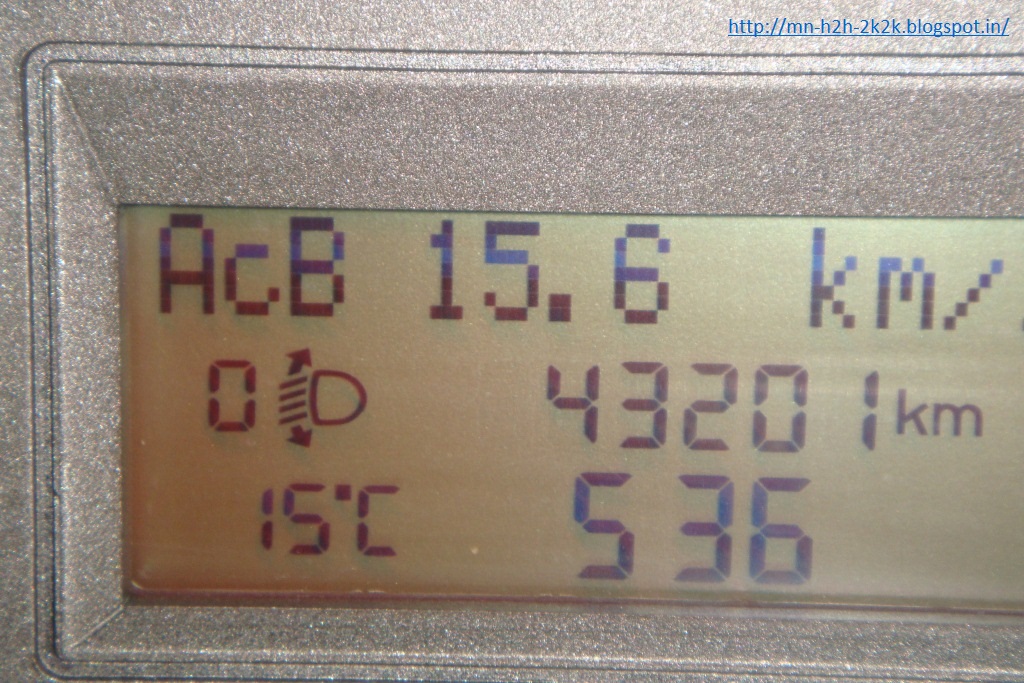 http://mn-h2h-2k2k.blogspot.in/
AcB 15.6 km/
0 43201 km
15°C 536